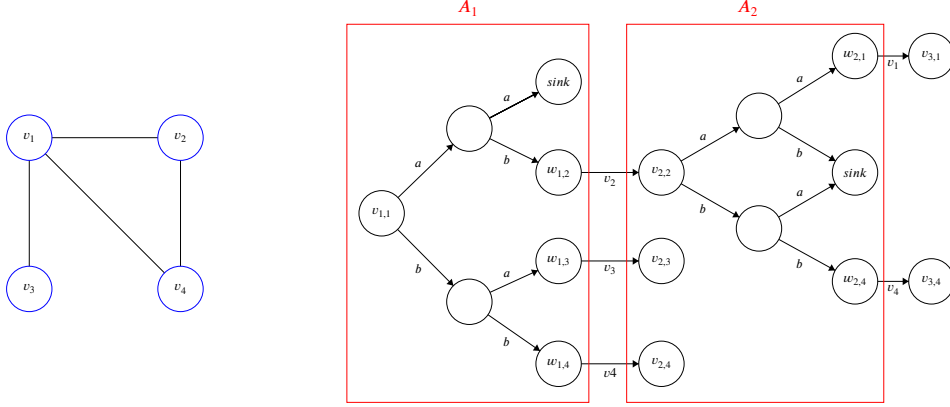 A1 A2
v1 v2
v3 v4
v1,1
a
b
a
b
a
b
sink
w1,2
w1,3
w1,4
v2
v3
v4
v2,2
v2,3
v2,4
a
b
a
b
a
b
w2,1
sink
w2,4
v1
v4
v3,1
v3,4